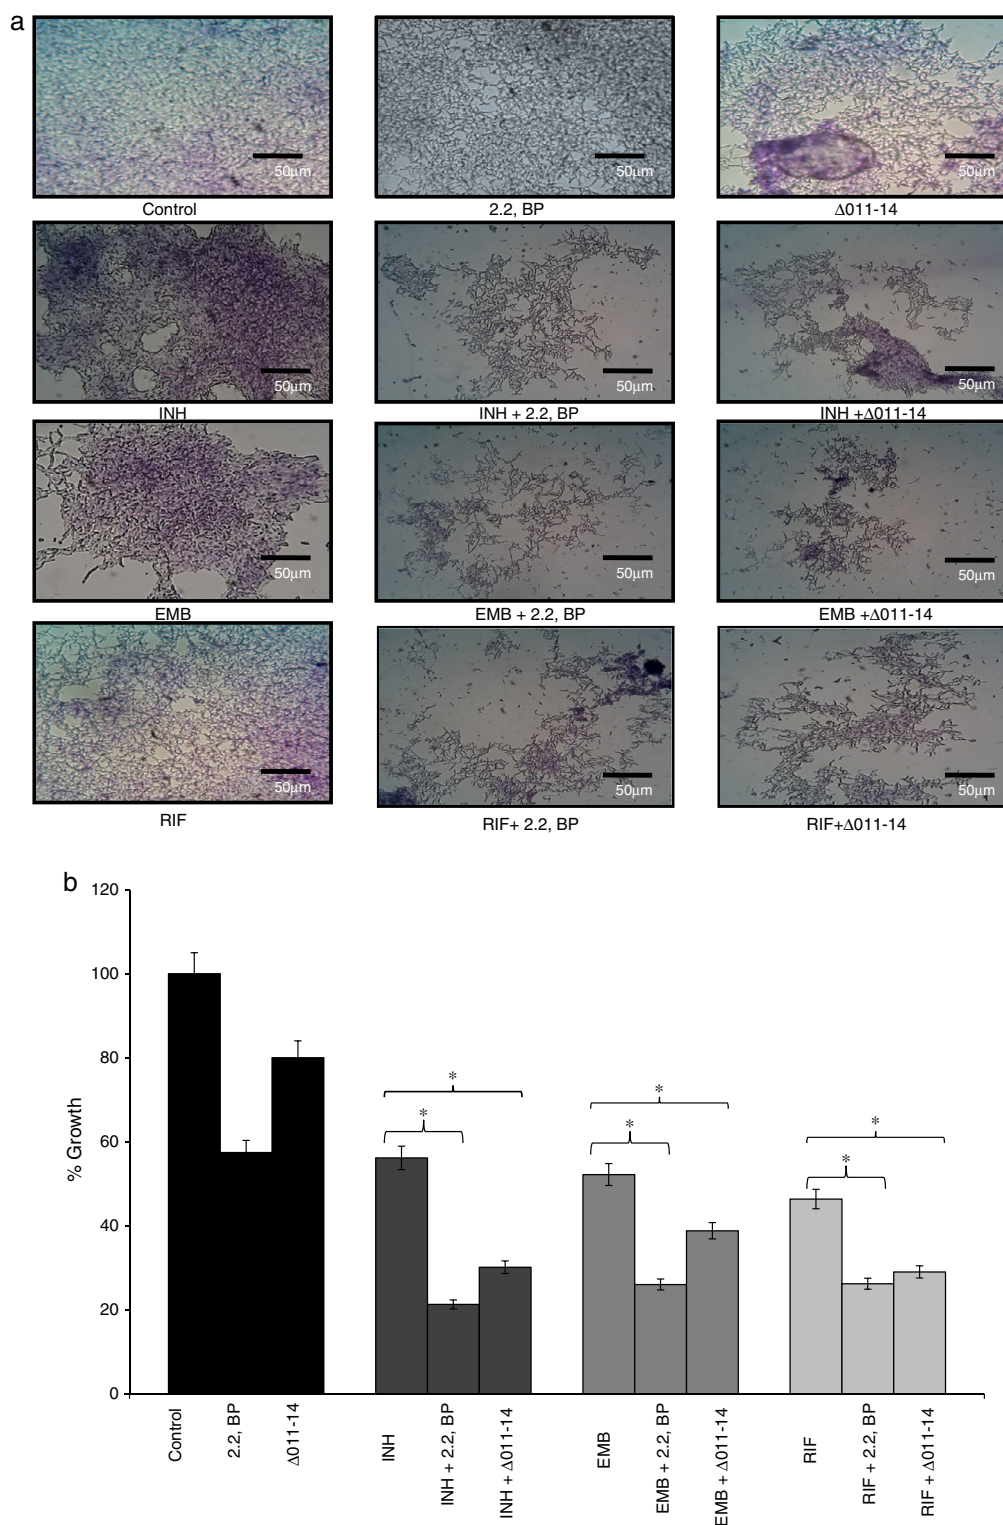 a
50µm
50µm
50µm
Control
2.2, BP
Δ011-14
50µm
50µm
50µm
INH
INH + 2.2, BP
INH +Δ011-14
50µm
50µm
50µm
EMB
EMB + 2.2, BP
EMB +Δ011-14
50µm
50µm
50µm
RIF
RIF+ 2.2, BP
RIF+Δ011-14
b
120
100
80
60
40
20
0
% Growth
*
*
*
*
*
*
Control
2.2, BP
Δ011-14
INH
INH + 2.2, BP
INH + Δ011-14
EMB
EMB + 2.2, BP
EMB + Δ011-14
RIF
RIF + 2.2, BP
RIF + Δ011-14